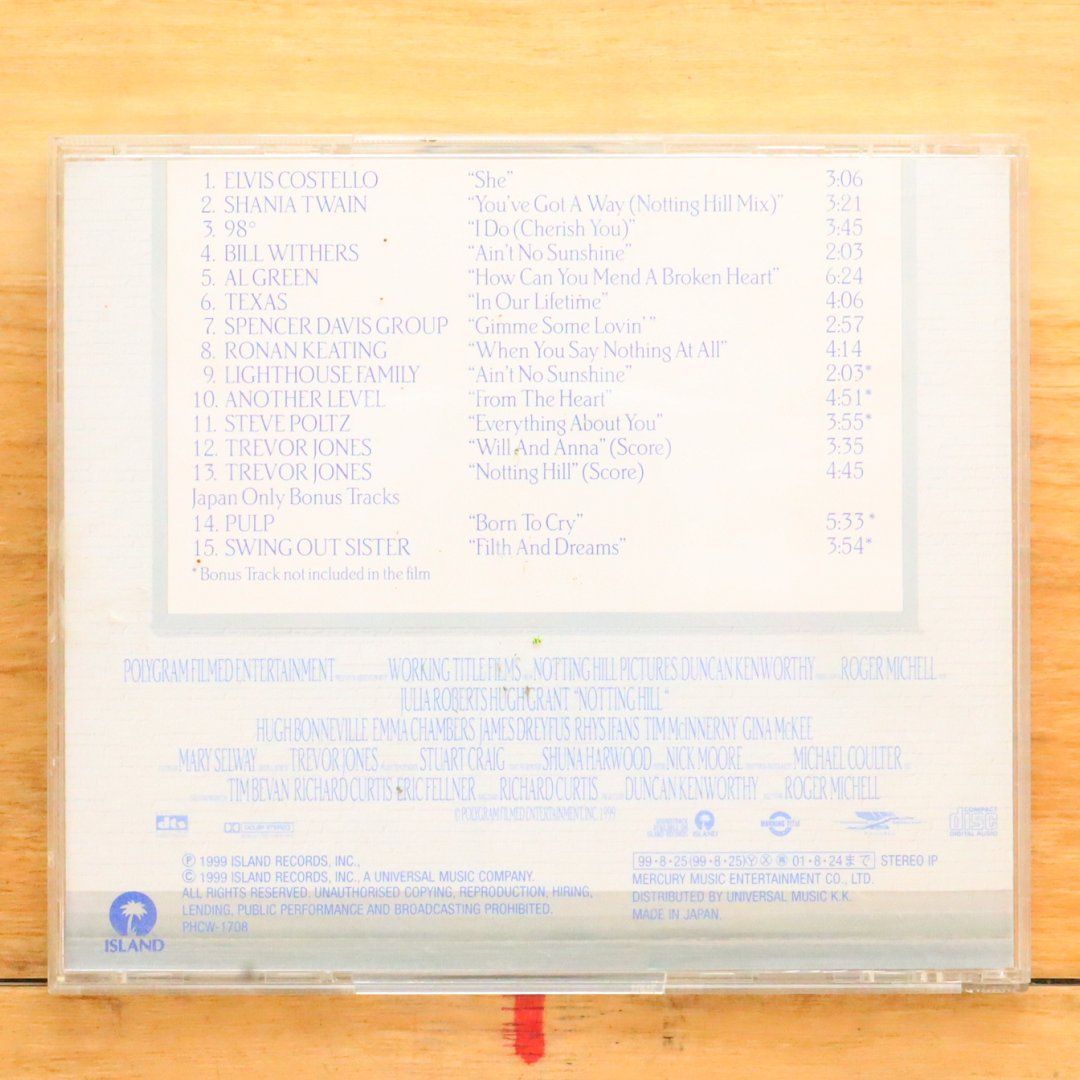 1. ELVIS COSTELLO "She" 3:06
2. SHANIA TWAIN "You've Got A Way (Notting Hill Mix)" 3:21
3. 98° "I Do (Cherish You)" 3:45
4. BILL WITHERS "Ain't No Sunshine" 2:03
5. AL GREEN "How Can You Mend A Broken Heart" 6:24
6. TEXAS "In Our Lifetime" 4:06
7. SPENCER DAVIS GROUP "Gimme Some Lovin'" 2:57
8. RONAN KEATING "When You Say Nothing At All" 4:14
9. LIGHTHOUSE FAMILY "Ain't No Sunshine" 2:03*
10. ANOTHER LEVEL "From The Heart" 4:51*
11. STEVE POLTZ "Everything About You" 3:55*
12. TREVOR JONES "Will And Anna" (Score) 3:35
13. TREVOR JONES "Notting Hill" (Score) 4:45
Japan Only Bonus Tracks
14. PULP "Born To Cry" 5:33*
15. SWING OUT SISTER "Filth And Dreams" 3:54*
* Bonus Track not included in the film
POLYGRAM FILMED ENTERTAINMENT WORKING TITLE FILMS NOTTING HILL PICTURES DUNCAN KENWORTHY ROGER MICHELL
JULIA ROBERTS HUGH GRANT "NOTTING HILL"
HUGH BONNEVILLE EMMA CHAMBERS JAMES DREYFUS RHYS IFANS TIM McINNERNY GINA McKEE
MARY SELWAY TREVOR JONES STUART CRAIG SHUNA HARWOOD NICK MOORE MICHAEL COULTER
TIM BEVAN RICHARD CURTIS ERIC FELLNER RICHARD CURTIS DUNCAN KENWORTHY ROGER MICHELL
© POLYGRAM FILMED ENTERTAINMENT, INC. 1999
dts DOLBY STEREO ISLAND WORKING TITLE COMPACT disc DIGITAL AUDIO
Ⓟ 1999 ISLAND RECORDS, INC.,
© 1999 ISLAND RECORDS, INC., A UNIVERSAL MUSIC COMPANY.
ALL RIGHTS RESERVED. UNAUTHORISED COPYING, REPRODUCTION, HIRING,
LENDING, PUBLIC PERFORMANCE AND BROADCASTING PROHIBITED.
PHCW-1708
ISLAND
99・8・25 (99・8・25) 01・8・24まで STEREO IP
MERCURY MUSIC ENTERTAINMENT CO., LTD.
DISTRIBUTED BY UNIVERSAL MUSIC K.K.
MADE IN JAPAN.